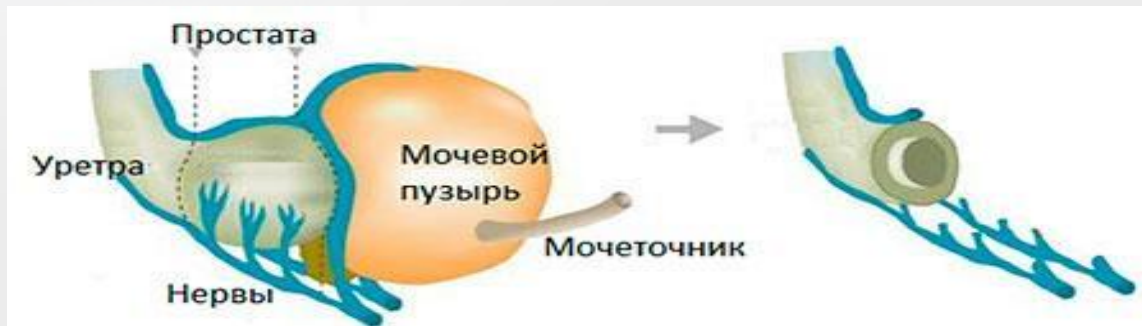 Простата
Уретра
Мочевой
пузырь
Мочеточник
Нервы